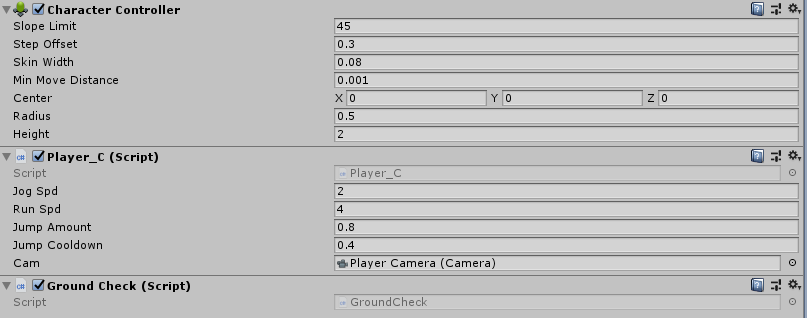 Character Controller
Slope Limit 45
Step Offset 0.3
Skin Width 0.08
Min Move Distance 0.001
Center X 0 Y 0 Z 0
Radius 0.5
Height 2
Player_C (Script)
Script Player_C
Jog Spd 2
Run Spd 4
Jump Amount 0.8
Jump Cooldown 0.4
Cam Player Camera (Camera)
Ground Check (Script)
Script GroundCheck